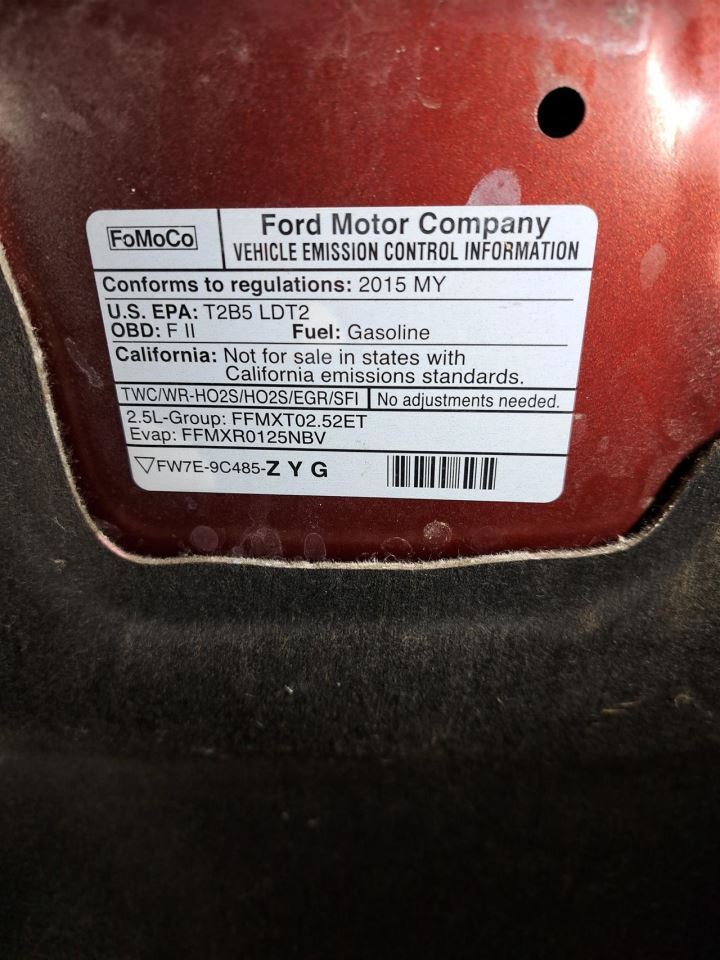 FoMoCo
Ford Motor Company
VEHICLE EMISSION CONTROL INFORMATION
Conforms to regulations: 2015 MY
U.S. EPA: T2B5 LDT2
OBD: F II Fuel: Gasoline
California: Not for sale in states with
California emissions standards.
TWC/WR-HO2S/HO2S/EGR/SFI No adjustments needed.
2.5L-Group: FFMXT02.52ET
Evap: FFMXR0125NBV
▽FW7E-9C485-Z Y G